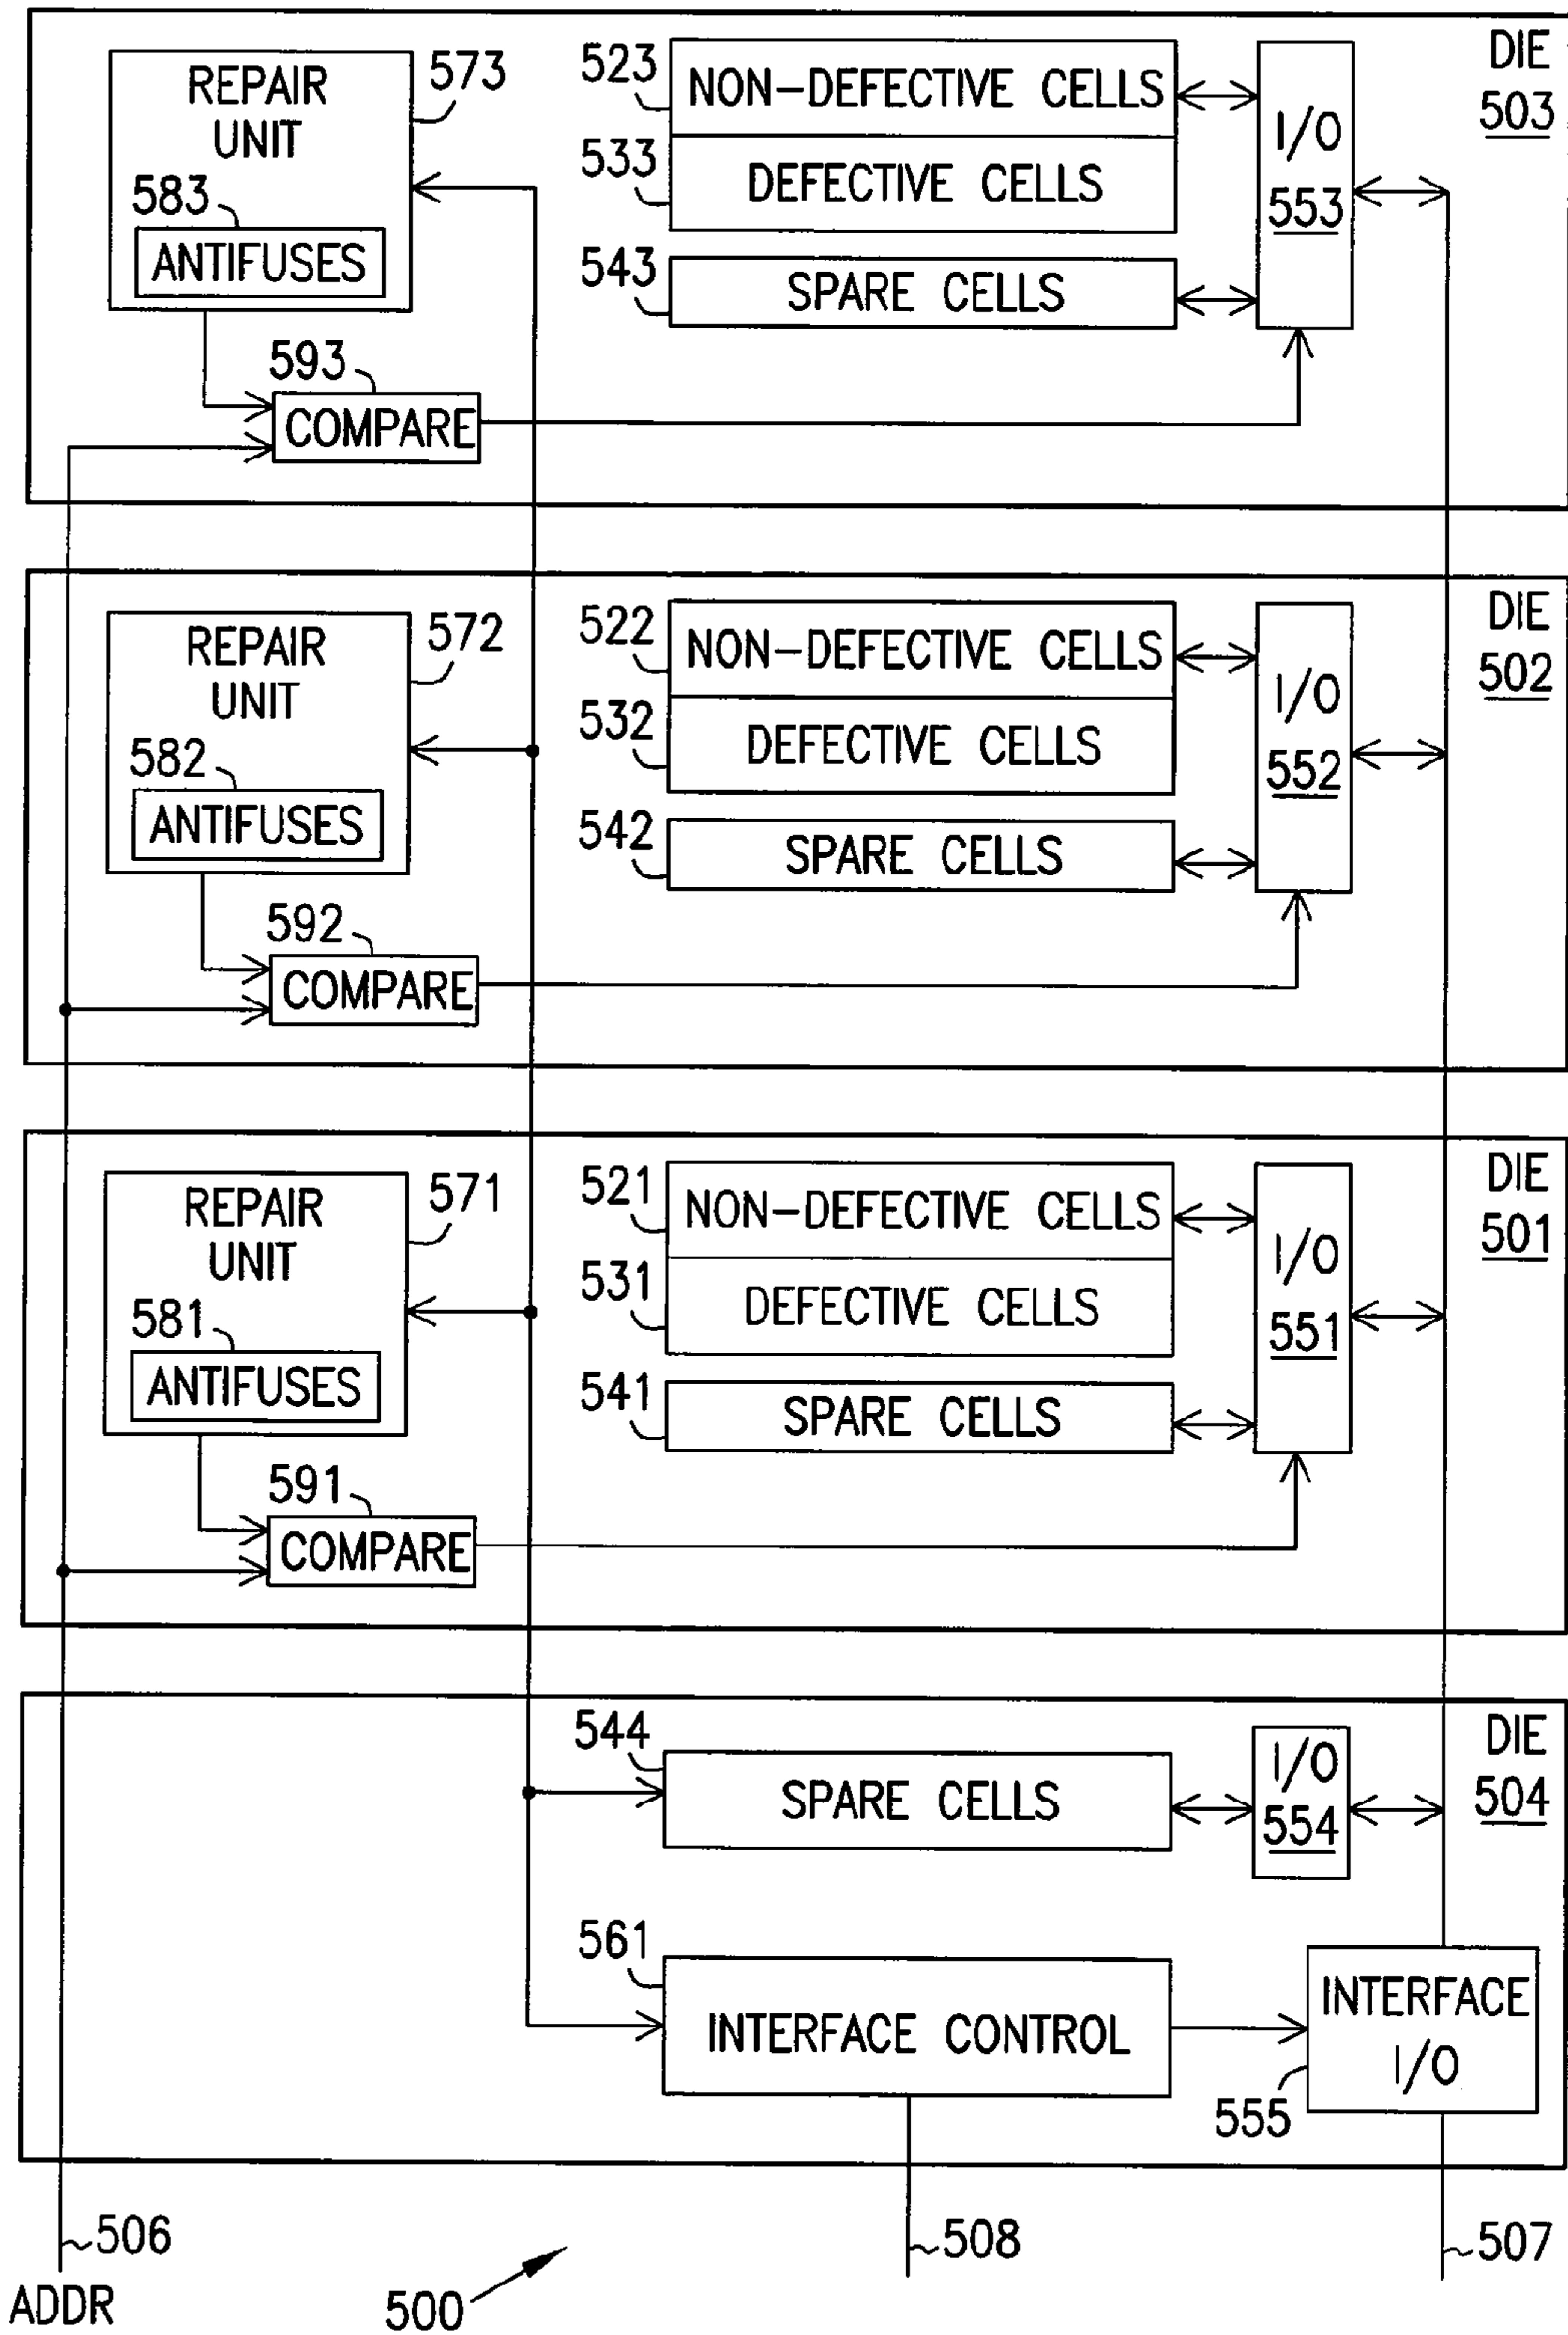 DIE
503
REPAIR
UNIT
573
583
ANTIFUSES
523
NON-DEFECTIVE CELLS
533
DEFECTIVE CELLS
543
SPARE CELLS
I/O
553
593
COMPARE
DIE
502
REPAIR
UNIT
572
582
ANTIFUSES
522
NON-DEFECTIVE CELLS
532
DEFECTIVE CELLS
542
SPARE CELLS
I/O
552
592
COMPARE
DIE
501
REPAIR
UNIT
571
581
ANTIFUSES
521
NON-DEFECTIVE CELLS
531
DEFECTIVE CELLS
541
SPARE CELLS
I/O
551
591
COMPARE
DIE
504
544
SPARE CELLS
I/O
554
561
INTERFACE CONTROL
INTERFACE
I/O
555
506
ADDR
500
508
507